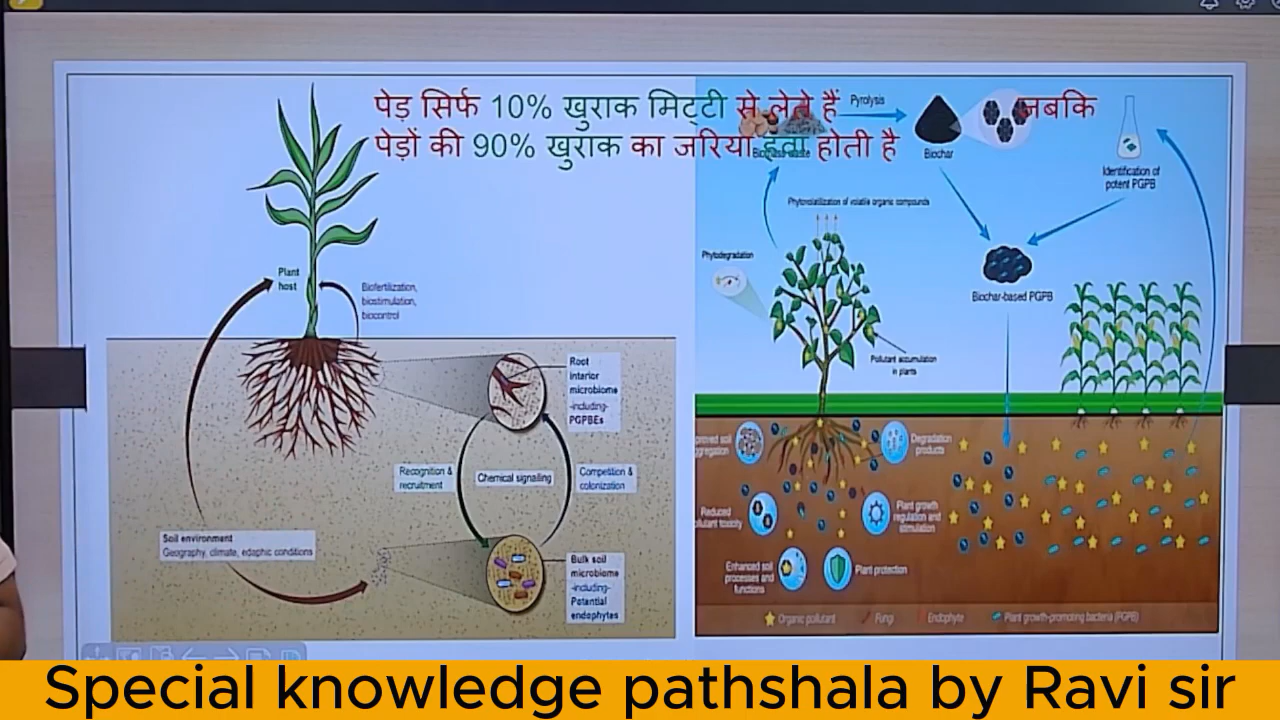 पेड़ सिर्फ 10% खुराक मिट्टी से लेते हैं जबकि
पेड़ों की 90% खुराक का जरिया हवा होती है
Plant
host
Biofertilization,
biostimulation,
biocontrol
Root
interior
microbiome
-including-
PGPBEs
Recognition &
recruitment
Chemical signalling
Competition &
colonization
Soil environment
Geography, climate, edaphic conditions
Bulk soil
microbiome
-including-
Potential
endophytes
Pyrolysis
Biochar
Identification of
potent PGPB
Phytovolatilization of volatile organic compounds
Phytodegradation
Biochar-based PGPB
Pollutant accumulation
in plants
Degradation
products
Reduced
Plant growth
regulation and
stimulation
Enhanced soil
processes and
functions
Plant protection
Organic pollutant
Fungi
Endophyte
Plant growth-promoting bacteria (PGPB)
Special knowledge pathshala by Ravi sir